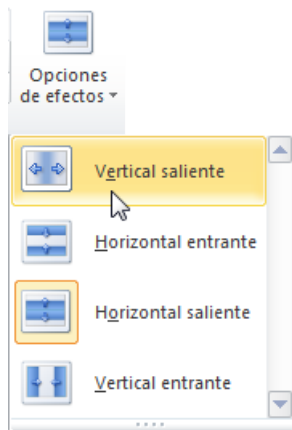 Opciones
de efectos
Vertical saliente
Horizontal entrante
Horizontal saliente
Vertical entrante